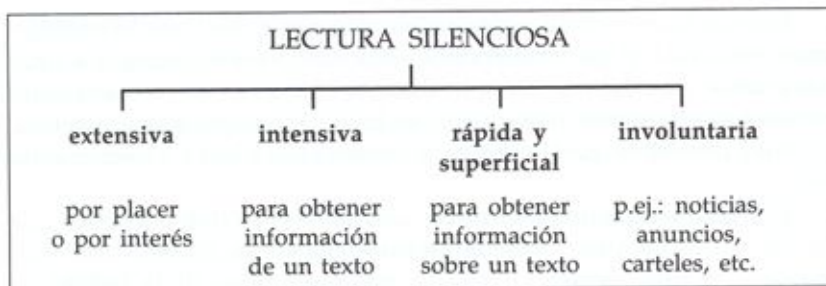 LECTURA SILENCIOSA
extensiva
por placer
o por interés
intensiva
para obtener
información
de un texto
rápida y
superficial
para obtener
información
sobre un texto
involuntaria
p.ej.: noticias,
anuncios,
carteles, etc.